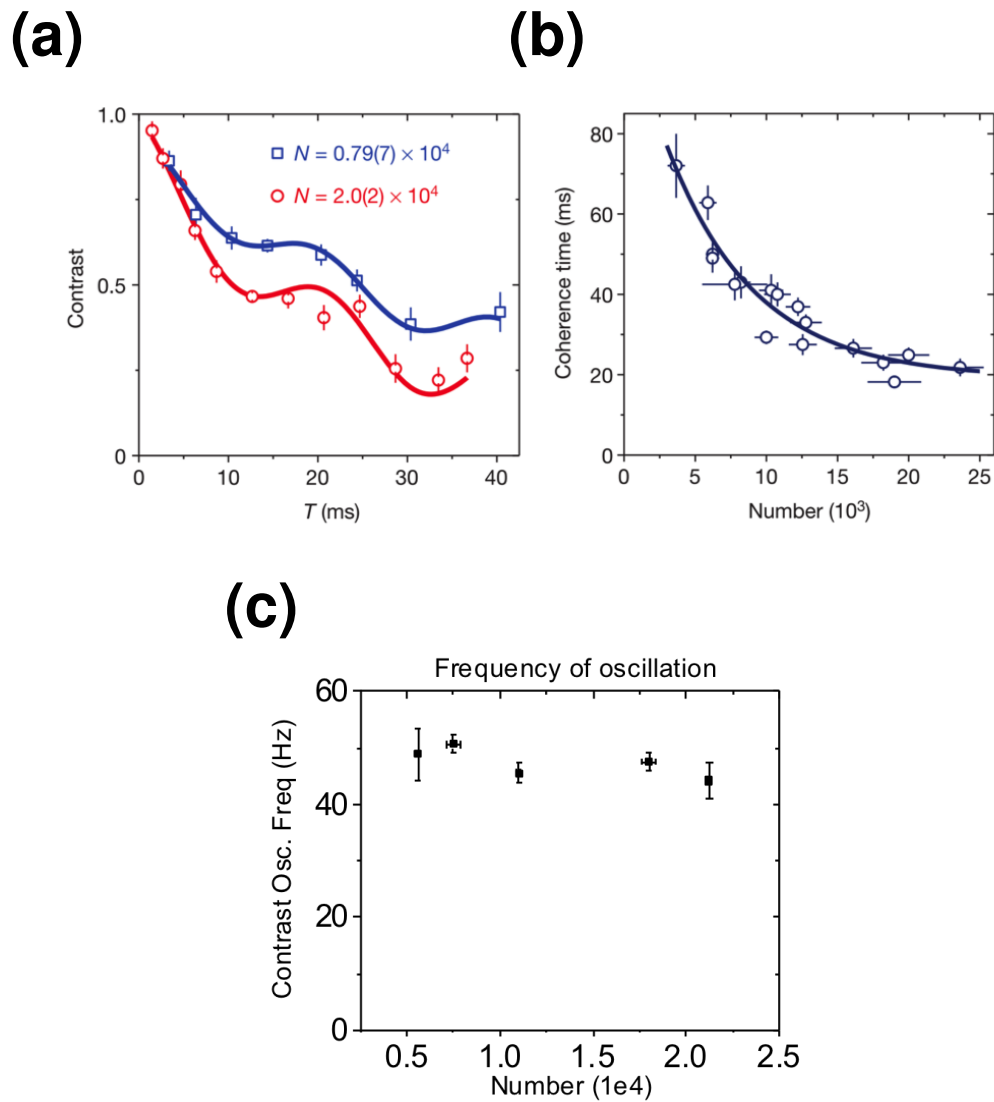 (a)
1.0
0.5
0
Contrast
N = 0.79(7) × 10⁴
N = 2.0(2) × 10⁴
0 10 20 30 40
T (ms)
(b)
80
60
40
20
0
Coherence time (ms)
0 5 10 15 20 25
Number (10³)
(c)
Frequency of oscillation
60
40
20
0
Contrast Osc. Freq (Hz)
0.5 1.0 1.5 2.0 2.5
Number (1e4)